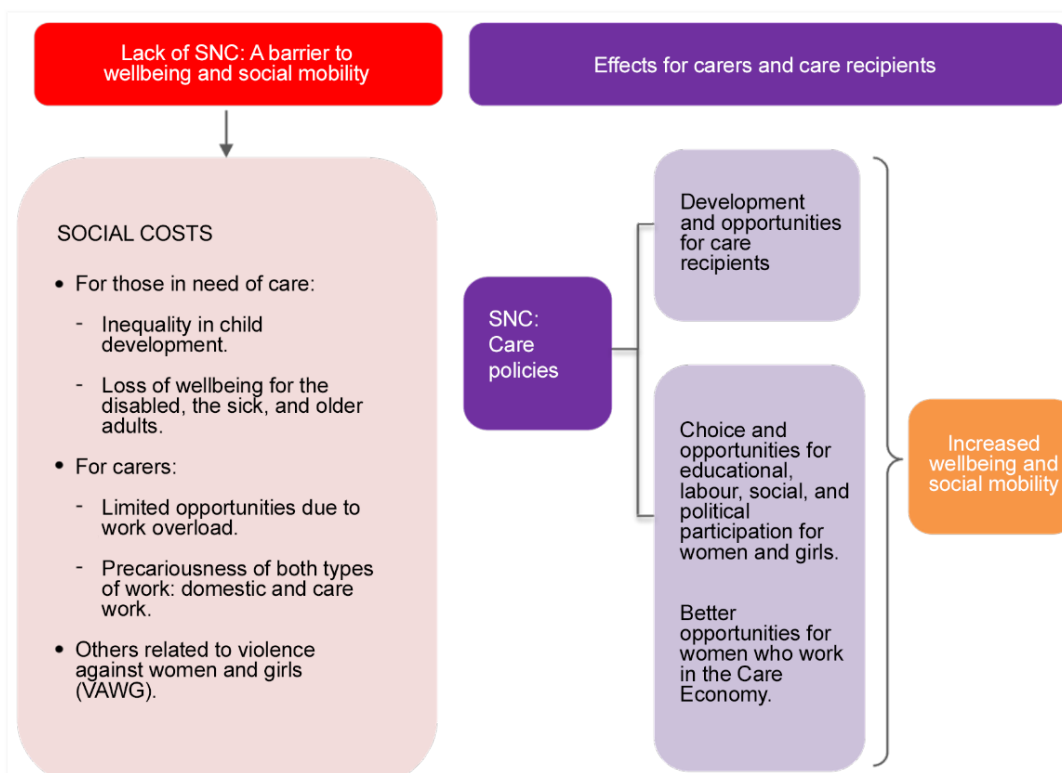 Lack of SNC: A barrier to
wellbeing and social mobility
Effects for carers and care recipients
SOCIAL COSTS
• For those in need of care:
- Inequality in child
development.
- Loss of wellbeing for the
disabled, the sick, and older
adults.
• For carers:
- Limited opportunities due to
work overload.
- Precariousness of both types
of work: domestic and care
work.
• Others related to violence
against women and girls
(VAWG).
SNC:
Care
policies
Development
and opportunities
for care
recipients
Choice and
opportunities for
educational,
labour, social, and
political
participation for
women and girls.
Better
opportunities for
women who work
in the Care
Economy.
Increased
wellbeing and
social mobility